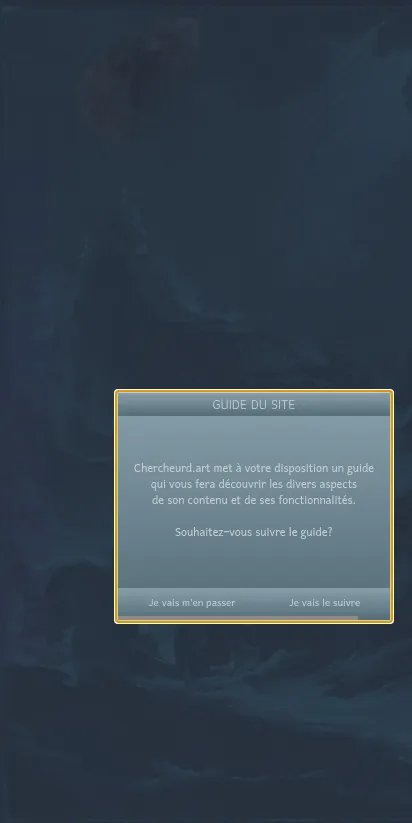 GUIDE DU SITE
Chercheurd.art met à votre disposition un guide
qui vous fera découvrir les divers aspects
de son contenu et de ses fonctionnalités.
Souhaitez-vous suivre le guide?
Je vais m'en passer
Je vais le suivre